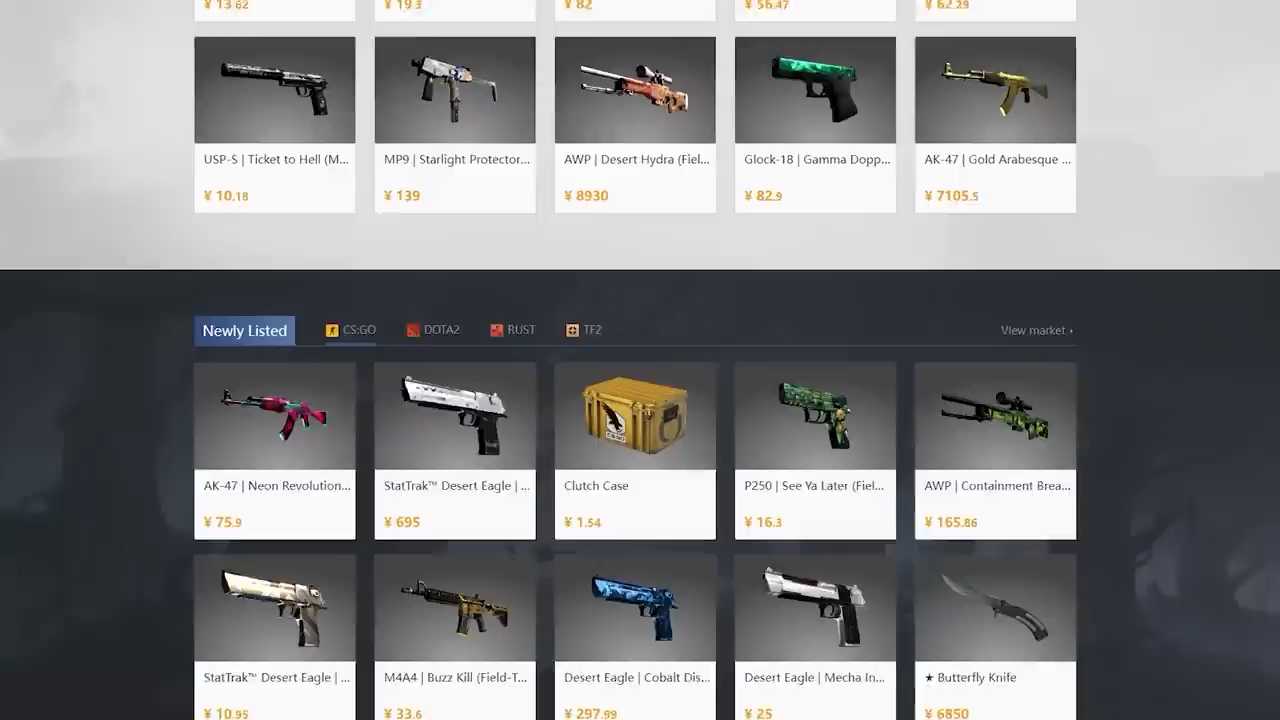 ¥ 13.62
¥ 19.3
¥ 82
¥ 56.47
¥ 62.29
USP-S | Ticket to Hell (M...
MP9 | Starlight Protector...
AWP | Desert Hydra (Fiel...
Glock-18 | Gamma Dopp...
AK-47 | Gold Arabesque ...
¥ 10.18
¥ 139
¥ 8930
¥ 82.9
¥ 7105.5
Newly Listed
CS:GO
DOTA2
RUST
TF2
View market
AK-47 | Neon Revolution...
StatTrak™ Desert Eagle | ...
Clutch Case
P250 | See Ya Later (Fiel...
AWP | Containment Brea...
¥ 75.9
¥ 695
¥ 1.54
¥ 16.3
¥ 165.86
StatTrak™ Desert Eagle | ...
M4A4 | Buzz Kill (Field-T...
Desert Eagle | Cobalt Dis...
Desert Eagle | Mecha In...
★ Butterfly Knife
¥ 10.95
¥ 33.6
¥ 297.99
¥ 25
¥ 6850